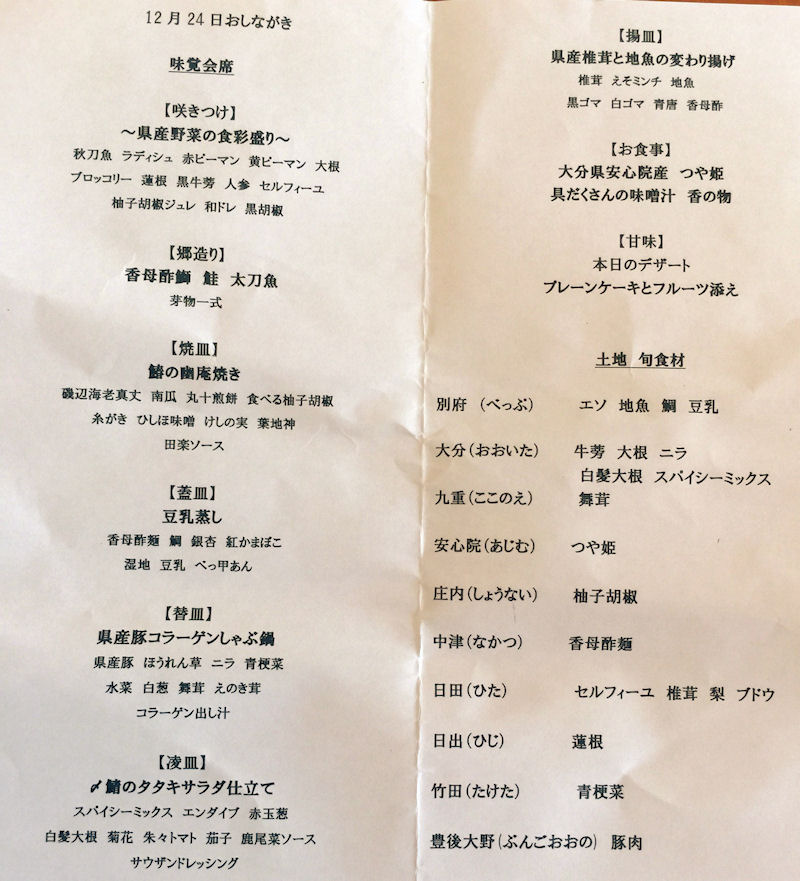 12月24日おしながき
味覚会席
【咲きつけ】
～県産野菜の食彩盛り～
秋刀魚 ラディシュ 赤ピーマン 黄ピーマン 大根
ブロッコリー 蓮根 黒牛蒡 人参 セルフィーユ
柚子胡椒ジュレ 和ドレ 黒胡椒
【郷造り】
香母酢鰤 鮭 太刀魚
芽物一式
【焼皿】
鰆の幽庵焼き
磯辺海老真丈 南瓜 丸十煎餅 食べる柚子胡椒
糸がき ひしほ味噌 けしの実 葉地神
田楽ソース
【蓋皿】
豆乳蒸し
香母酢麺 鯛 銀杏 紅かまぼこ
湿地 豆乳 べっ甲あん
【替皿】
県産豚コラーゲンしゃぶ鍋
県産豚 ほうれん草 ニラ 青梗菜
水菜 白葱 舞茸 えのき茸
コラーゲン出し汁
【凌皿】
〆鯖のタタキサラダ仕立て
スパイシーミックス エンダイブ 赤玉葱
白髪大根 菊花 朱々トマト 茄子 鹿尾菜ソース
サウザンドレッシング
【揚皿】
県産椎茸と地魚の変わり揚げ
椎茸 えそミンチ 地魚
黒ゴマ 白ゴマ 青唐 香母酢
【お食事】
大分県安心院産 つや姫
具だくさんの味噌汁 香の物
【甘味】
本日のデザート
プレーンケーキとフルーツ添え
土地 旬食材
別府 (べっぷ) エソ 地魚 鯛 豆乳
大分(おおいた) 牛蒡 大根 ニラ
白髪大根 スパイシーミックス
九重(ここのえ) 舞茸
安心院(あじむ) つや姫
庄内(しょうない) 柚子胡椒
中津(なかつ) 香母酢麺
日田(ひた) セルフィーユ 椎茸 梨 ブドウ
日出(ひじ) 蓮根
竹田(たけた) 青梗菜
豊後大野(ぶんごおおの) 豚肉